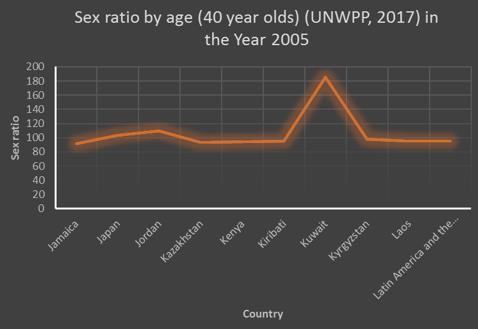 Sex ratio by age (40 year olds) (UNWPP, 2017) in
the Year 2005
200
180
160
140
120
100
80
60
40
20
0
Sex ratio
Jamaica
Japan
Jordan
Kazakhstan
Kenya
Kiribati
Kuwait
Kyrgyzstan
Laos
Latin America and the...
Country